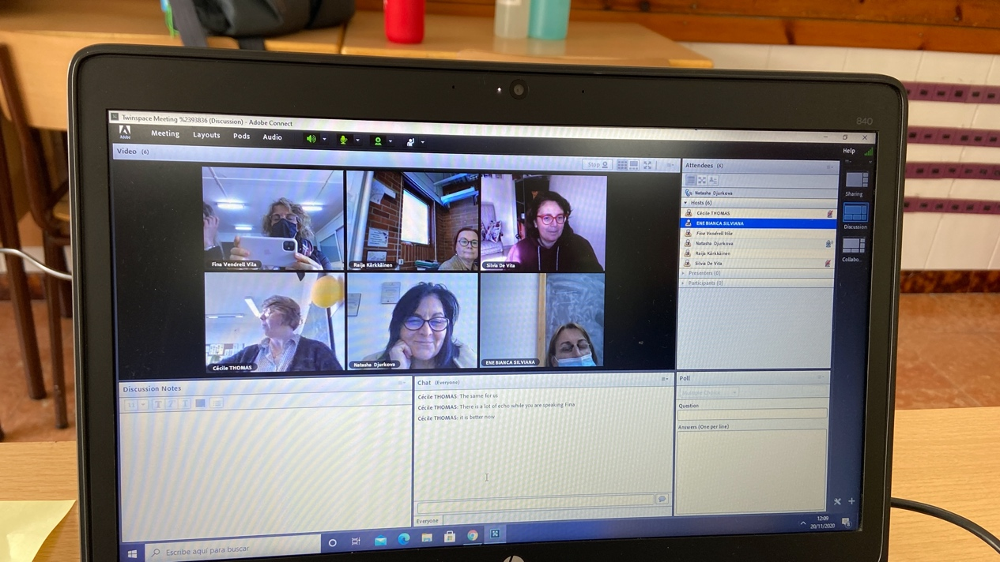 840
Twinspace Meeting %2393836 (Discussion) - Adobe Connect
Adobe
Meeting Layouts Pods Audio
Help
Video (6)
Stop
Attendees (6)
Natasha Djurkova
Hosts (6)
Cécile THOMAS
ENE BIANCA SILVIANA
Fina Vendrell Vila
Natasha Djurkova
Raija Kärkkäinen
Silvia De Vita
Presenters (0)
Participants (0)
Sharing
Discussion
Collabo...
Fina Vendrell Vila
Raija Kärkkäinen
Silvia De Vita
Cécile THOMAS
Natasha Djurkova
ENE BIANCA SILVIANA
Discussion Notes
Chat (Everyone)
Cécile THOMAS: The same for us
Cécile THOMAS: There is a lot of echo while you are speaking Fina
Cécile THOMAS: it is better now
Everyone
Poll
Multiple Choice
Question
Answers (One per line)
Escribe aquí para buscar
12:09
20/11/2020